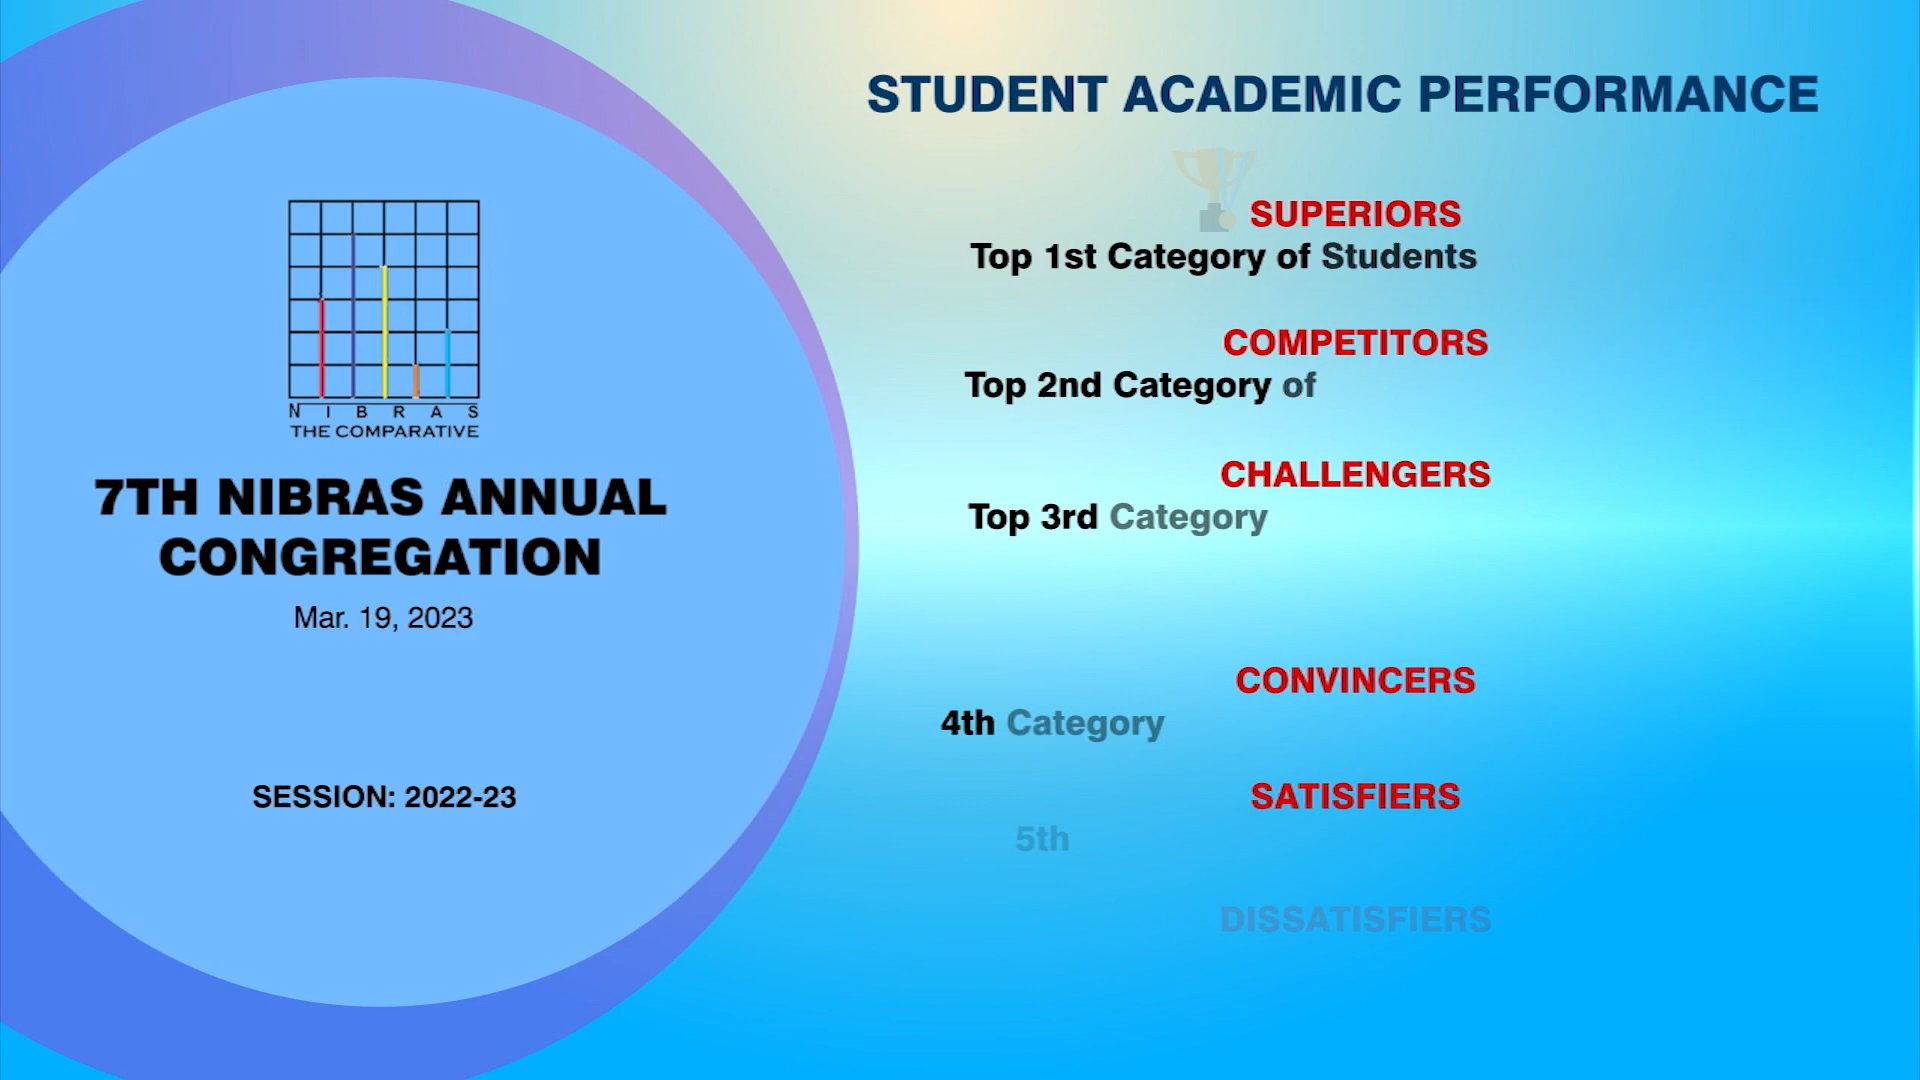 N I B R A S
THE COMPARATIVE
7TH NIBRAS ANNUAL
CONGREGATION
Mar. 19, 2023
SESSION: 2022-23
STUDENT ACADEMIC PERFORMANCE
SUPERIORS
Top 1st Category of Students
COMPETITORS
Top 2nd Category of
CHALLENGERS
Top 3rd Category
CONVINCERS
4th Category
SATISFIERS
5th
DISSATISFIERS